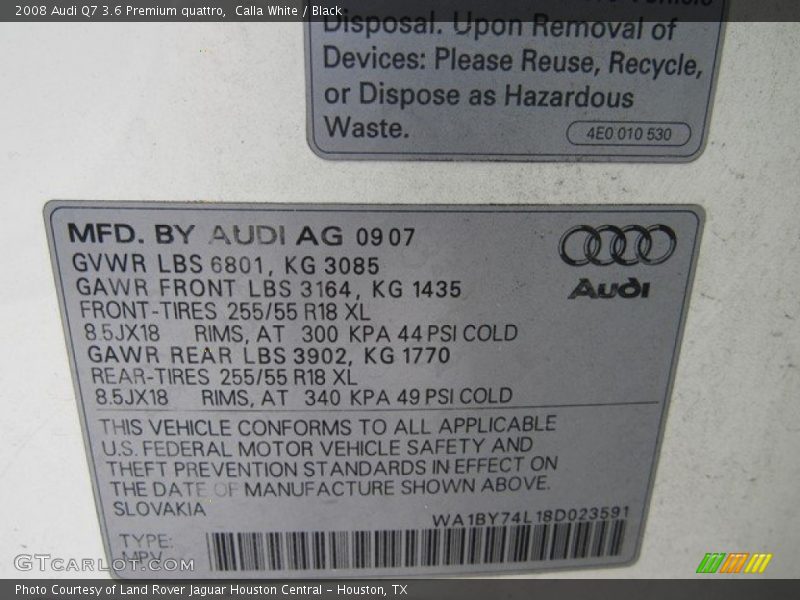 2008 Audi Q7 3.6 Premium quattro,  Calla White / Black
Disposal. Upon Removal of
Devices: Please Reuse, Recycle,
or Dispose as Hazardous
Waste.
4E0 010 530
MFD. BY AUDI AG 09 07
GVWR LBS 6801, KG 3085
GAWR FRONT LBS 3164, KG 1435
FRONT-TIRES 255/55 R18 XL
8.5JX18 RIMS, AT 300 KPA 44 PSI COLD
GAWR REAR LBS 3902, KG 1770
REAR-TIRES 255/55 R18 XL
8.5JX18 RIMS, AT 340 KPA 49 PSI COLD
Audi
THIS VEHICLE CONFORMS TO ALL APPLICABLE
U.S. FEDERAL MOTOR VEHICLE SAFETY AND
THEFT PREVENTION STANDARDS IN EFFECT ON
THE DATE OF MANUFACTURE SHOWN ABOVE.
SLOVAKIA
WA1BY74L18D023591
TYPE:
MPV
GTCarLot.com
Photo Courtesy of Land Rover Jaguar Houston Central - Houston, TX